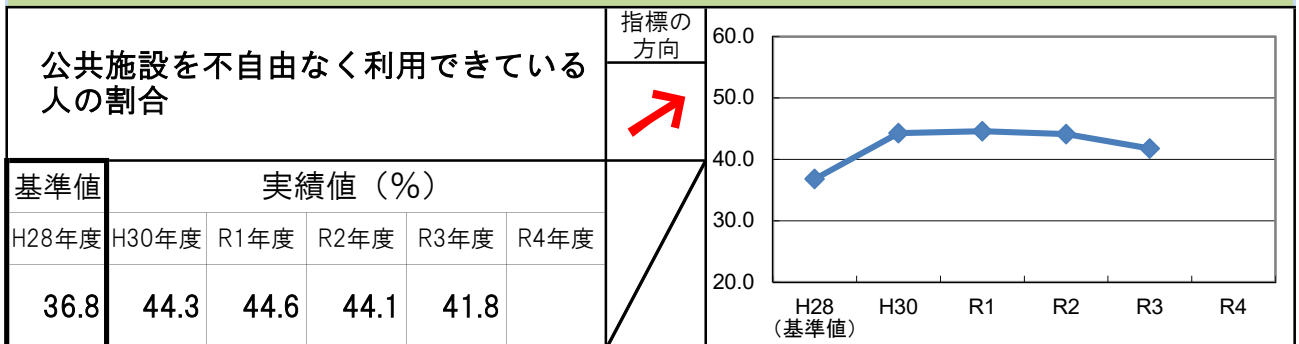 公共施設を不自由なく利用できている
人の割合
指標の
方向
基準値 実績値（%）
H28年度 H30年度 R1年度 R2年度 R3年度 R4年度
36.8 44.3 44.6 44.1 41.8
60.0
50.0
40.0
30.0
20.0
H28 H30 R1 R2 R3 R4
（基準値）